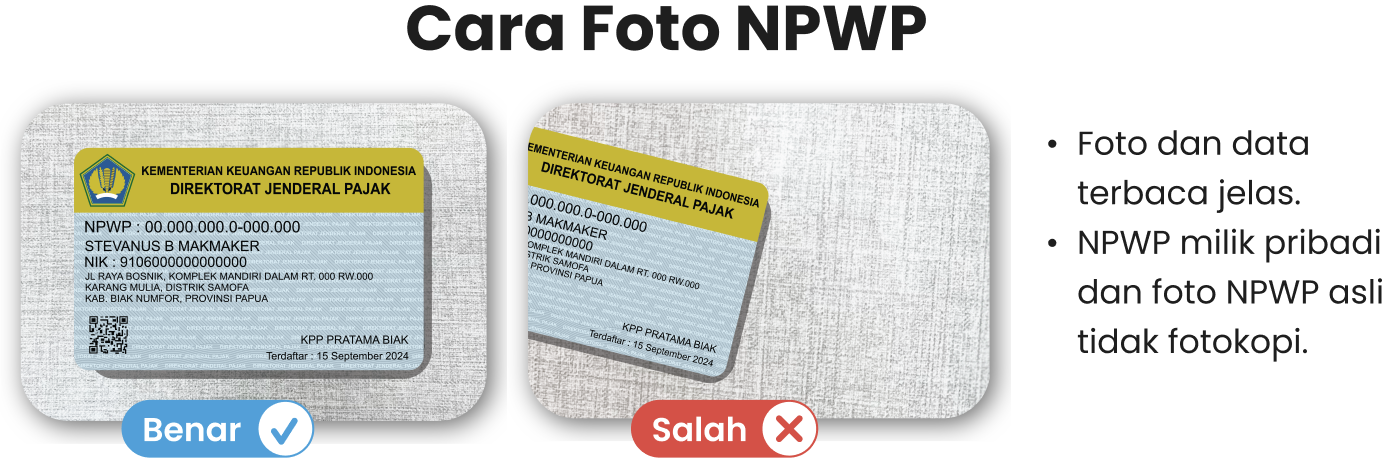 Cara Foto NPWP
KEMENTERIAN KEUANGAN REPUBLIK INDONESIA
DIREKTORAT JENDERAL PAJAK
NPWP : 00.000.000.0-000.000
STEVANUS B MAKMAKER
NIK : 9106000000000000
JL RAYA BOSNIK, KOMPLEK MANDIRI DALAM RT. 000 RW.000
KARANG MULIA, DISTRIK SAMOFA
KAB. BIAK NUMFOR, PROVINSI PAPUA
KPP PRATAMA BIAK
Terdaftar : 15 September 2024
Benar
EMENTERIAN KEUANGAN REPUBLIK INDONESIA
DIREKTORAT JENDERAL PAJAK
.000.000.0-000.000
B MAKMAKER
0000000000
OMPLEK MANDIRI DALAM RT. 000 RW.000
STRIK SAMOFA
PROVINSI PAPUA
KPP PRATAMA BIAK
Terdaftar : 15 September 2024
Salah
• Foto dan data
terbaca jelas.
• NPWP milik pribadi
dan foto NPWP asli
tidak fotokopi.